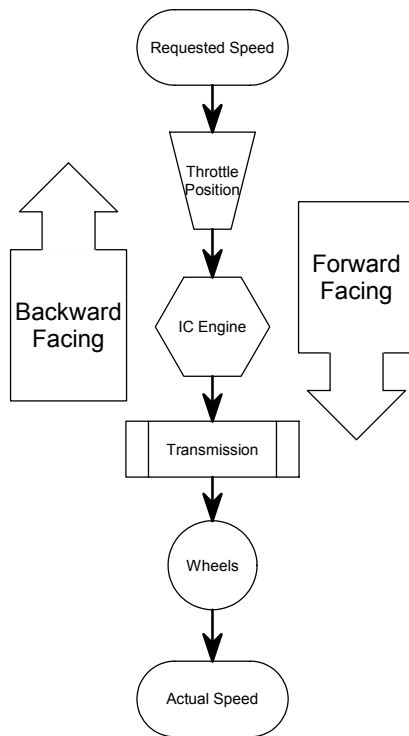 Requested Speed
Throttle
Position
Backward
Facing
Forward
Facing
IC Engine
Transmission
Wheels
Actual Speed